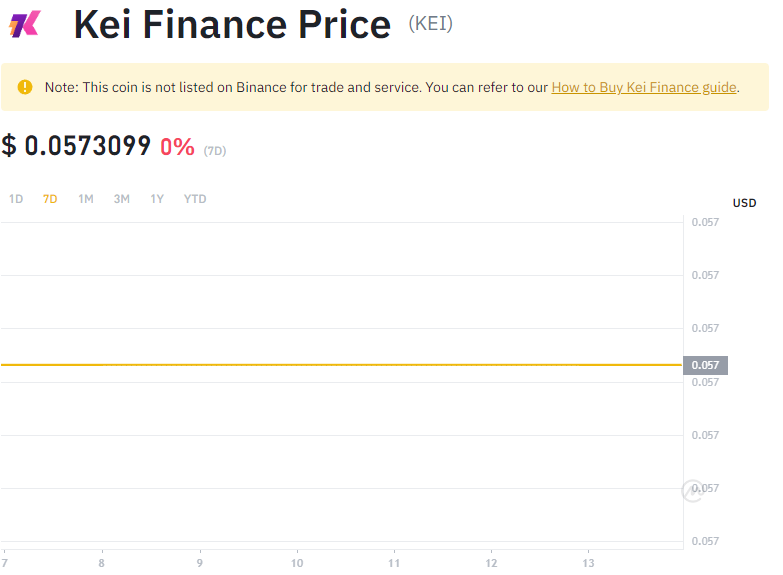 Kei Finance Price (KEI)
Note: This coin is not listed on Binance for trade and service. You can refer to our How to Buy Kei Finance guide.
$ 0.0573099 0% (7D)
1D 7D 1M 3M 1Y YTD
USD
0.057
0.057
0.057
0.057
0.057
0.057
0.057
0.057
7 8 9 10 11 12 13